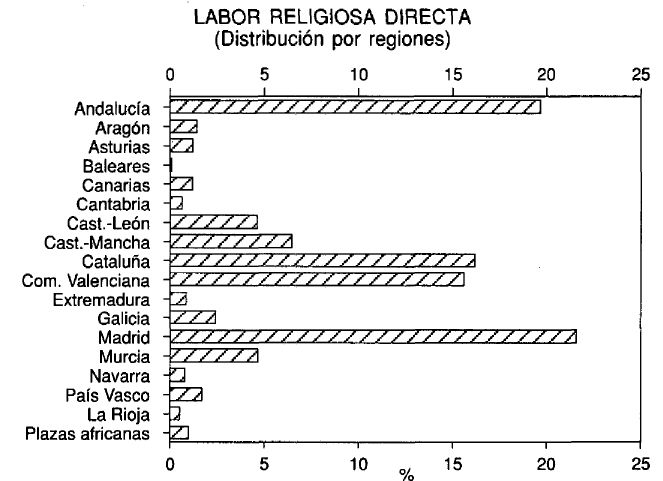 LABOR RELIGIOSA DIRECTA
(Distribución por regiones)
0 5 10 15 20 25
Andalucía
Aragón
Asturias
Baleares
Canarias
Cantabria
Cast.-León
Cast.-Mancha
Cataluña
Com. Valenciana
Extremadura
Galicia
Madrid
Murcia
Navarra
País Vasco
La Rioja
Plazas africanas
0 5 10 15 20 25
%